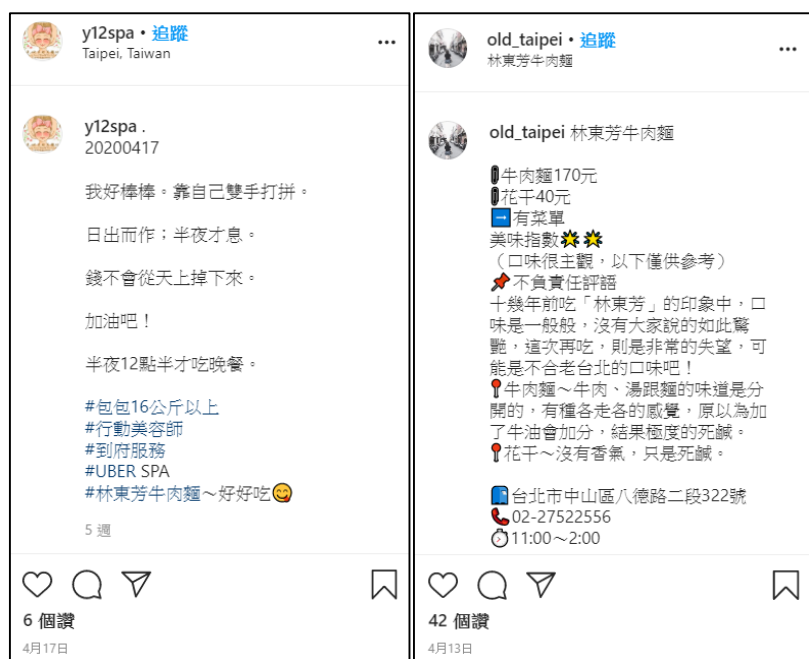 y12spa • 追蹤
Taipei, Taiwan
y12spa .
20200417
我好棒棒。靠自己雙手打拼。
日出而作；半夜才息。
錢不會從天上掉下來。
加油吧！
半夜12點半才吃晚餐。
#包包16公斤以上
#行動美容師
#到府服務
#UBER SPA
#林東芳牛肉麵～好好吃😋
5 週
6 個讚
4月17日
old_taipei • 追蹤
林東芳牛肉麵
old_taipei 林東芳牛肉麵
牛肉麵170元
花干40元
➡有菜單
美味指數🌟🌟
（口味很主觀，以下僅供參考）
📌不負責任評語
十幾年前吃「林東芳」的印象中，口
味是一般般，沒有大家說的如此驚
艷，這次再吃，則是非常的失望，可
能是不合老台北的口味吧！
📍牛肉麵～牛肉、湯跟麵的味道是分
開的，有種各走各的感覺，原以為加
了牛油會加分，結果極度的死鹹。
📍花干～沒有香氣，只是死鹹。
📘台北市中山區八德路二段322號
📞02-27522556
⏱11:00～2:00
42 個讚
4月13日